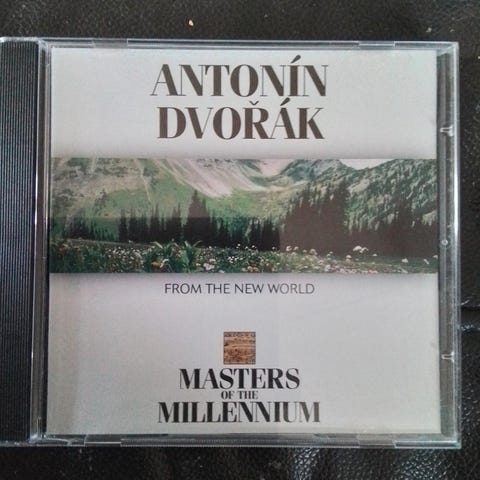 ANTONÍN
DVOŘÁK
FROM THE NEW WORLD
MASTERS
OF THE
MILLENNIUM